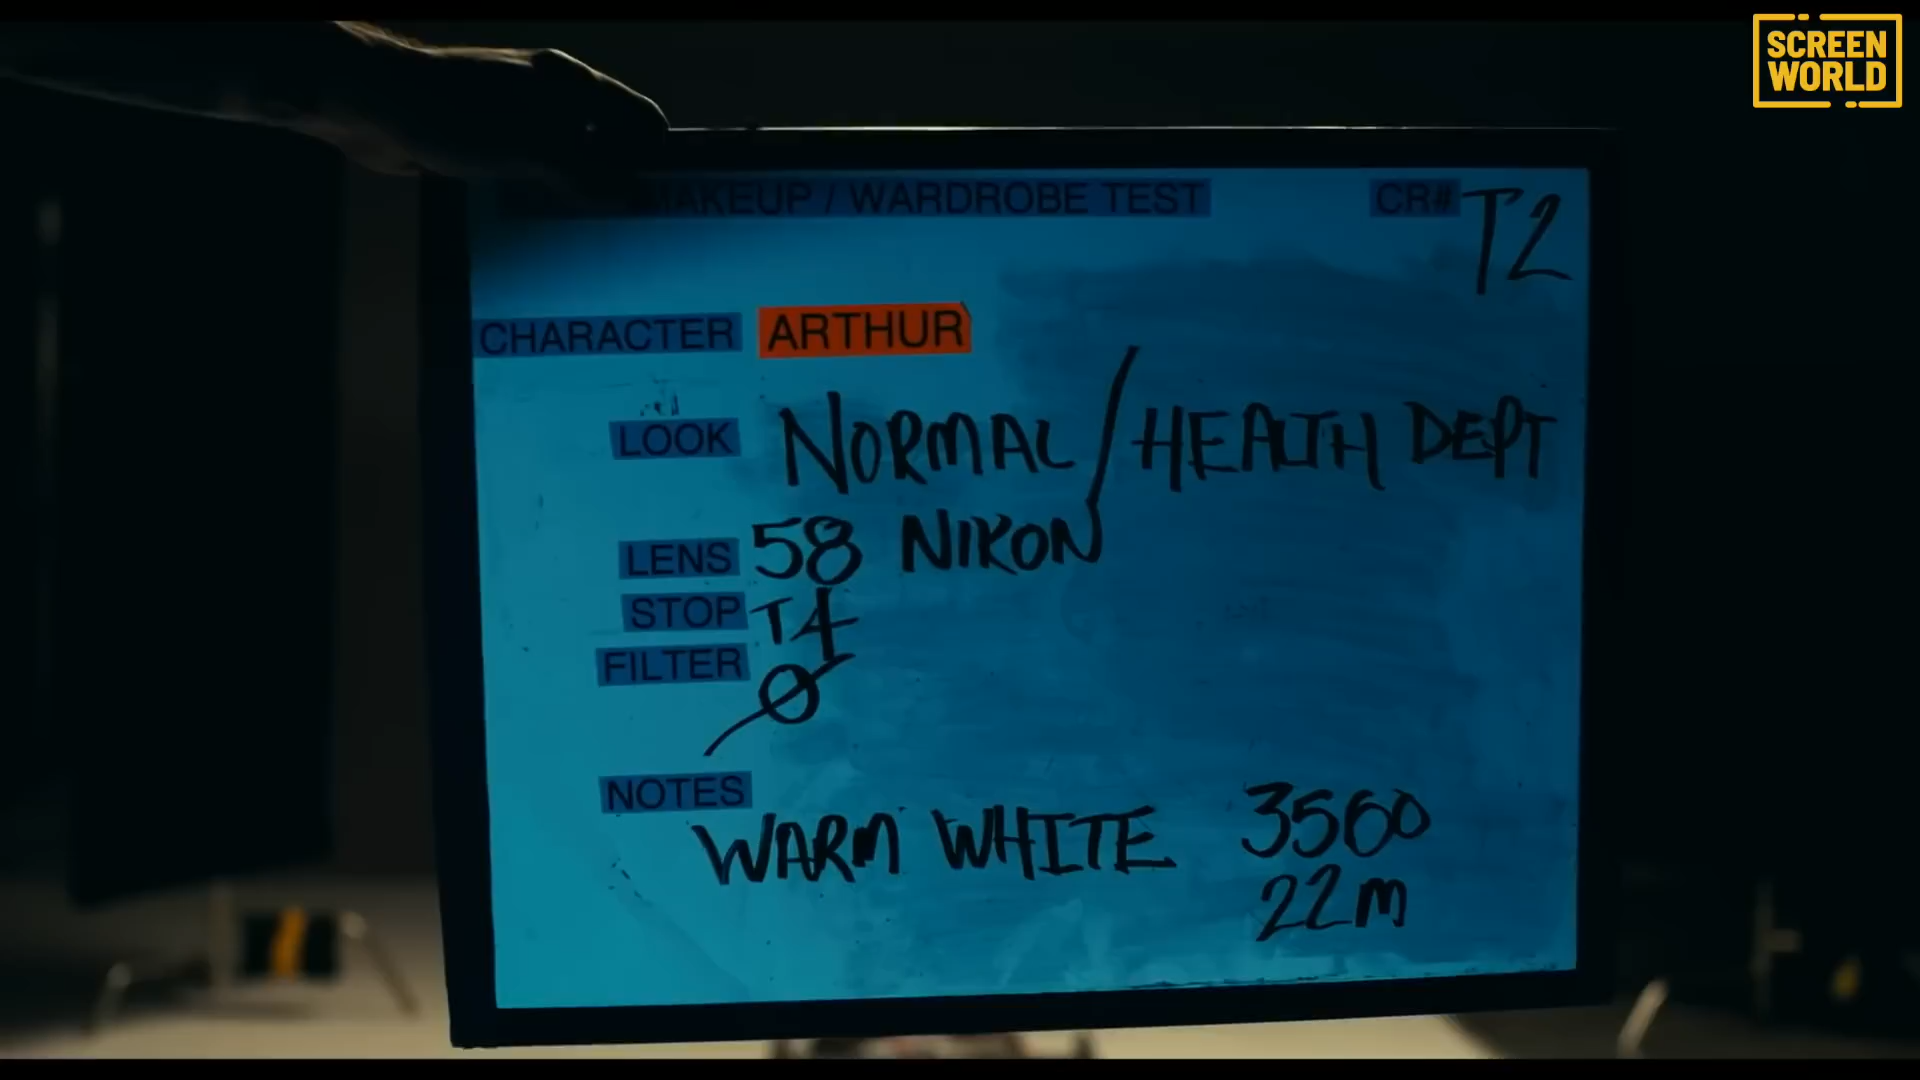 SCREEN
WORLD
MAKEUP / WARDROBE TEST
CR# T2
CHARACTER ARTHUR
LOOK NORMAL / HEALTH DEPT
LENS 58 NIKON
STOP T4
FILTER Ø
NOTES
WARM WHITE 3560
22M